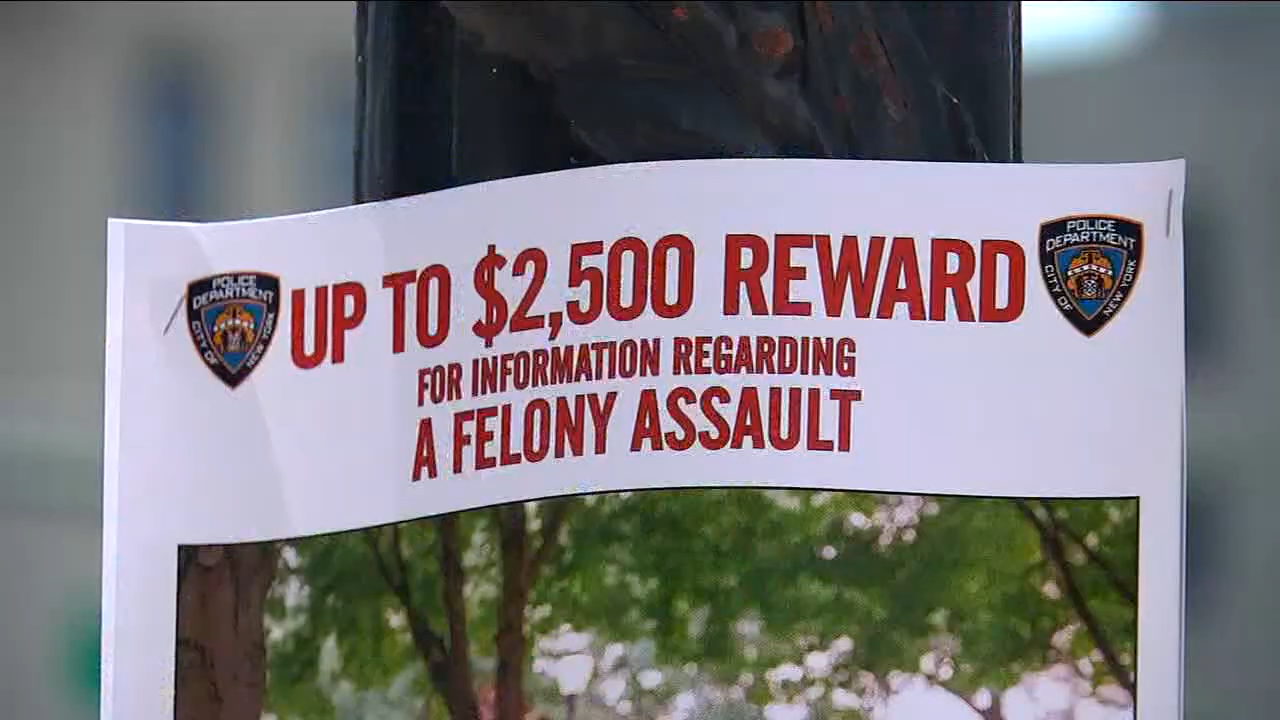 UP TO $2,500 REWARD
FOR INFORMATION REGARDING
A FELONY ASSAULT
POLICE
DEPARTMENT
CITY OF
NEW YORK
POLICE
DEPARTMENT
CITY OF
NEW YORK